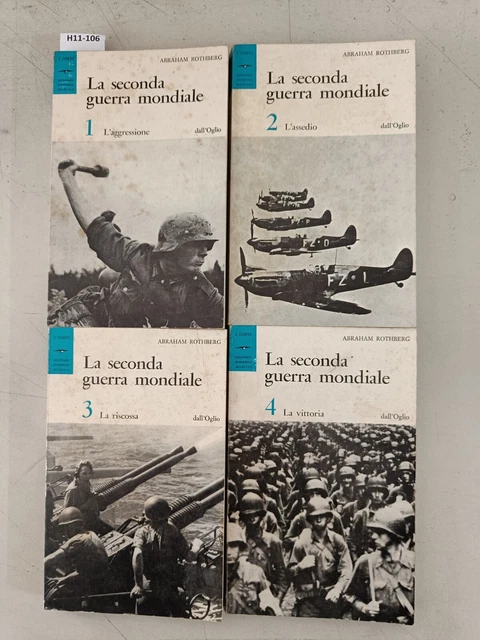 H11-106
ABRAHAM ROTHBERG
La seconda
guerra mondiale
1 L'aggressione
dall'Oglio
ABRAHAM ROTHBERG
La seconda
guerra mondiale
2 L'assedio
dall'Oglio
FZ L
ABRAHAM ROTHBERG
La seconda
guerra mondiale
3 La riscossa
dall'Oglio
ABRAHAM ROTHBERG
La seconda
guerra mondiale
4 La vittoria
dall'Oglio